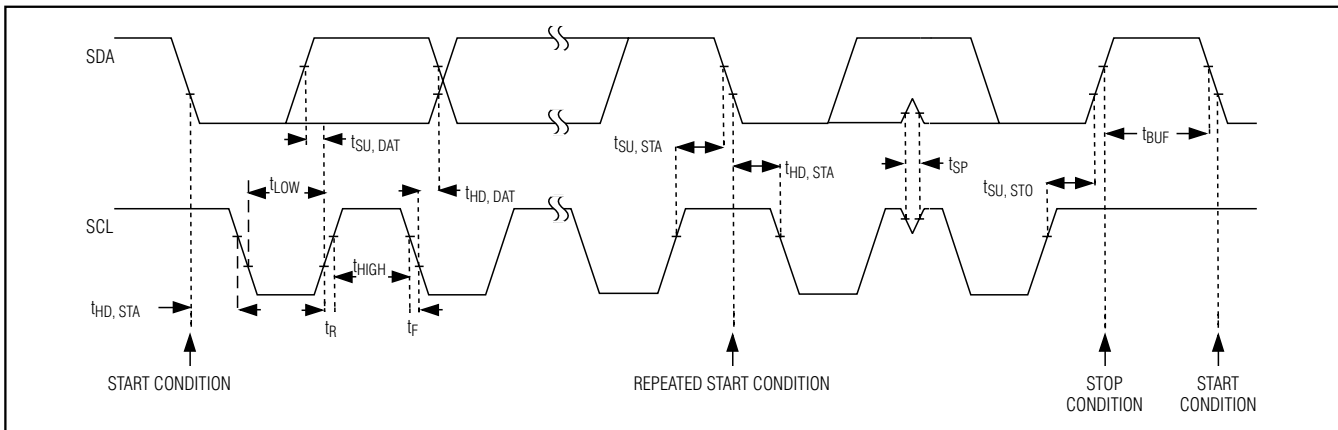 SDA
tSU, DAT
tSU, STA
tBUF
tLOW
tHD, DAT
tHD, STA
tSP
tSU, STO
SCL
tHIGH
tHD, STA
tR
tF
START CONDITION
REPEATED START CONDITION
STOP
CONDITION
START
CONDITION